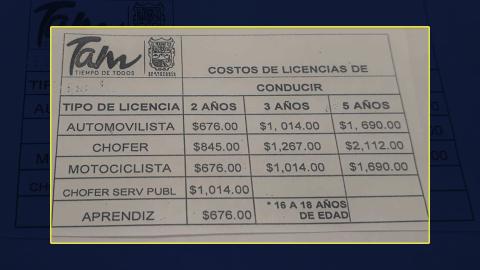 Tam
TIEMPO DE TODOS
COSTOS DE LICENCIAS DE
CONDUCIR
TIPO DE LICENCIA 2 AÑOS 3 AÑOS 5 AÑOS
AUTOMOVILISTA $676.00 $1, 014.00 $1, 690.00
CHOFER $845.00 $1,267.00 $2,112.00
MOTOCICLISTA $676.00 $1,014.00 $1,690.00
CHOFER SERV PUBL $1,014.00
APRENDIZ $676.00 * 16 A 18 AÑOS
DE EDAD